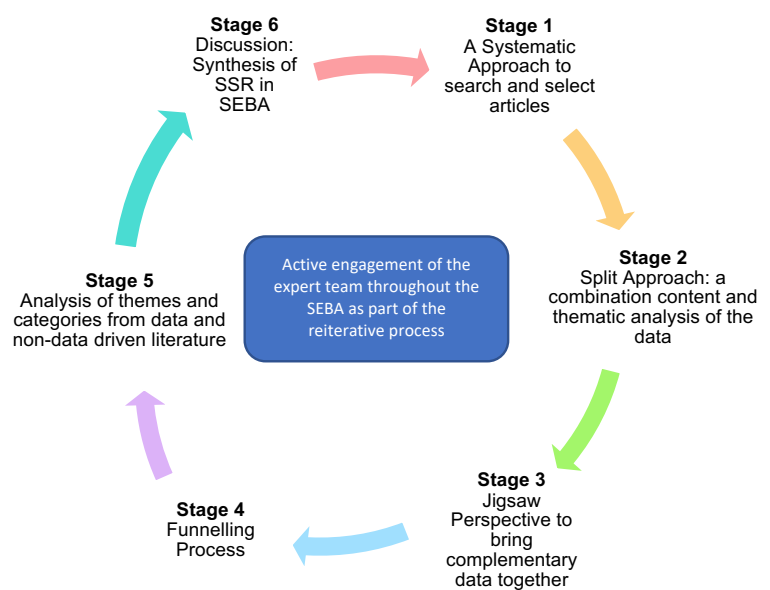 Stage 1
A Systematic
Approach to
search and select
articles
Stage 2
Split Approach: a
combination content and
thematic analysis of the
data
Stage 3
Jigsaw
Perspective to
bring
complementary
data together
Stage 4
Funnelling
Process
Stage 5
Analysis of themes and
categories from data and
non-data driven literature
Stage 6
Discussion:
Synthesis of
SSR in
SEBA
Active engagement of the
expert team throughout the
SEBA as part of the
reiterative process